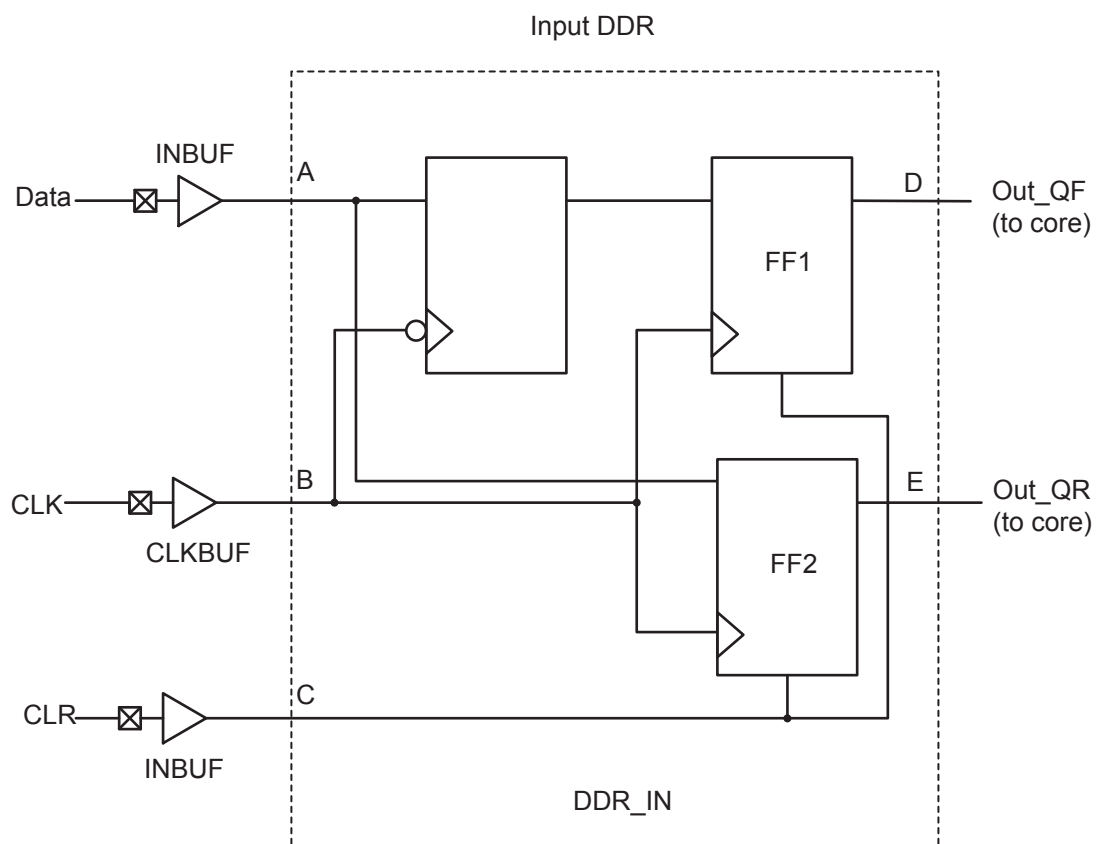 Input DDR
INBUF
A
D
Data
Out_QF
(to core)
FF1
B
E
CLK
Out_QR
(to core)
CLKBUF
FF2
C
CLR
INBUF
DDR_IN